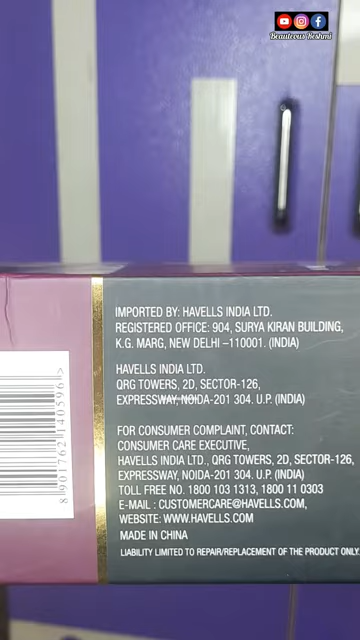 Beauteous Reshmi
IMPORTED BY: HAVELLS INDIA LTD.
REGISTERED OFFICE: 904, SURYA KIRAN BUILDING,
K.G. MARG, NEW DELHI –110001. (INDIA)
HAVELLS INDIA LTD.
QRG TOWERS, 2D, SECTOR-126,
EXPRESSWAY, NOIDA-201 304. U.P. (INDIA)
FOR CONSUMER COMPLAINT, CONTACT:
CONSUMER CARE EXECUTIVE,
HAVELLS INDIA LTD., QRG TOWERS, 2D, SECTOR-126,
EXPRESSWAY, NOIDA-201 304. U.P. (INDIA)
TOLL FREE NO. 1800 103 1313, 1800 11 0303
E-MAIL : CUSTOMERCARE@HAVELLS.COM,
WEBSITE: WWW.HAVELLS.COM
MADE IN CHINA
LIABILITY LIMITED TO REPAIR/REPLACEMENT OF THE PRODUCT ONLY.
8 901762 140596